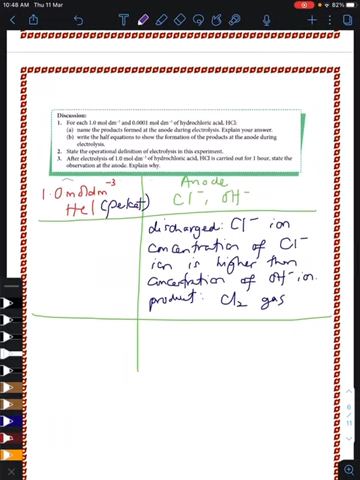 10:48 AM Thu 11 Mar
82%
Discussion:
1. For each 1.0 mol dm⁻³ and 0.0001 mol dm⁻³ of hydrochloric acid, HCl:
(a) name the products formed at the anode during electrolysis. Explain your answer.
(b) write the half equations to show the formation of the products at the anode during
electrolysis.
2. State the operational definition of electrolysis in this experiment.
3. After electrolysis of 1.0 mol dm⁻³ of hydrochloric acid, HCl is carried out for 1 hour, state the
observation at the anode. Explain why.
1.0 mol dm⁻³
HCl (pekat)
Anode
Cl⁻, OH⁻
discharged: Cl⁻ ion
concentration of Cl⁻
ion is higher than
concentration of OH⁻ ion.
product: Cl₂ gas
6
/
11